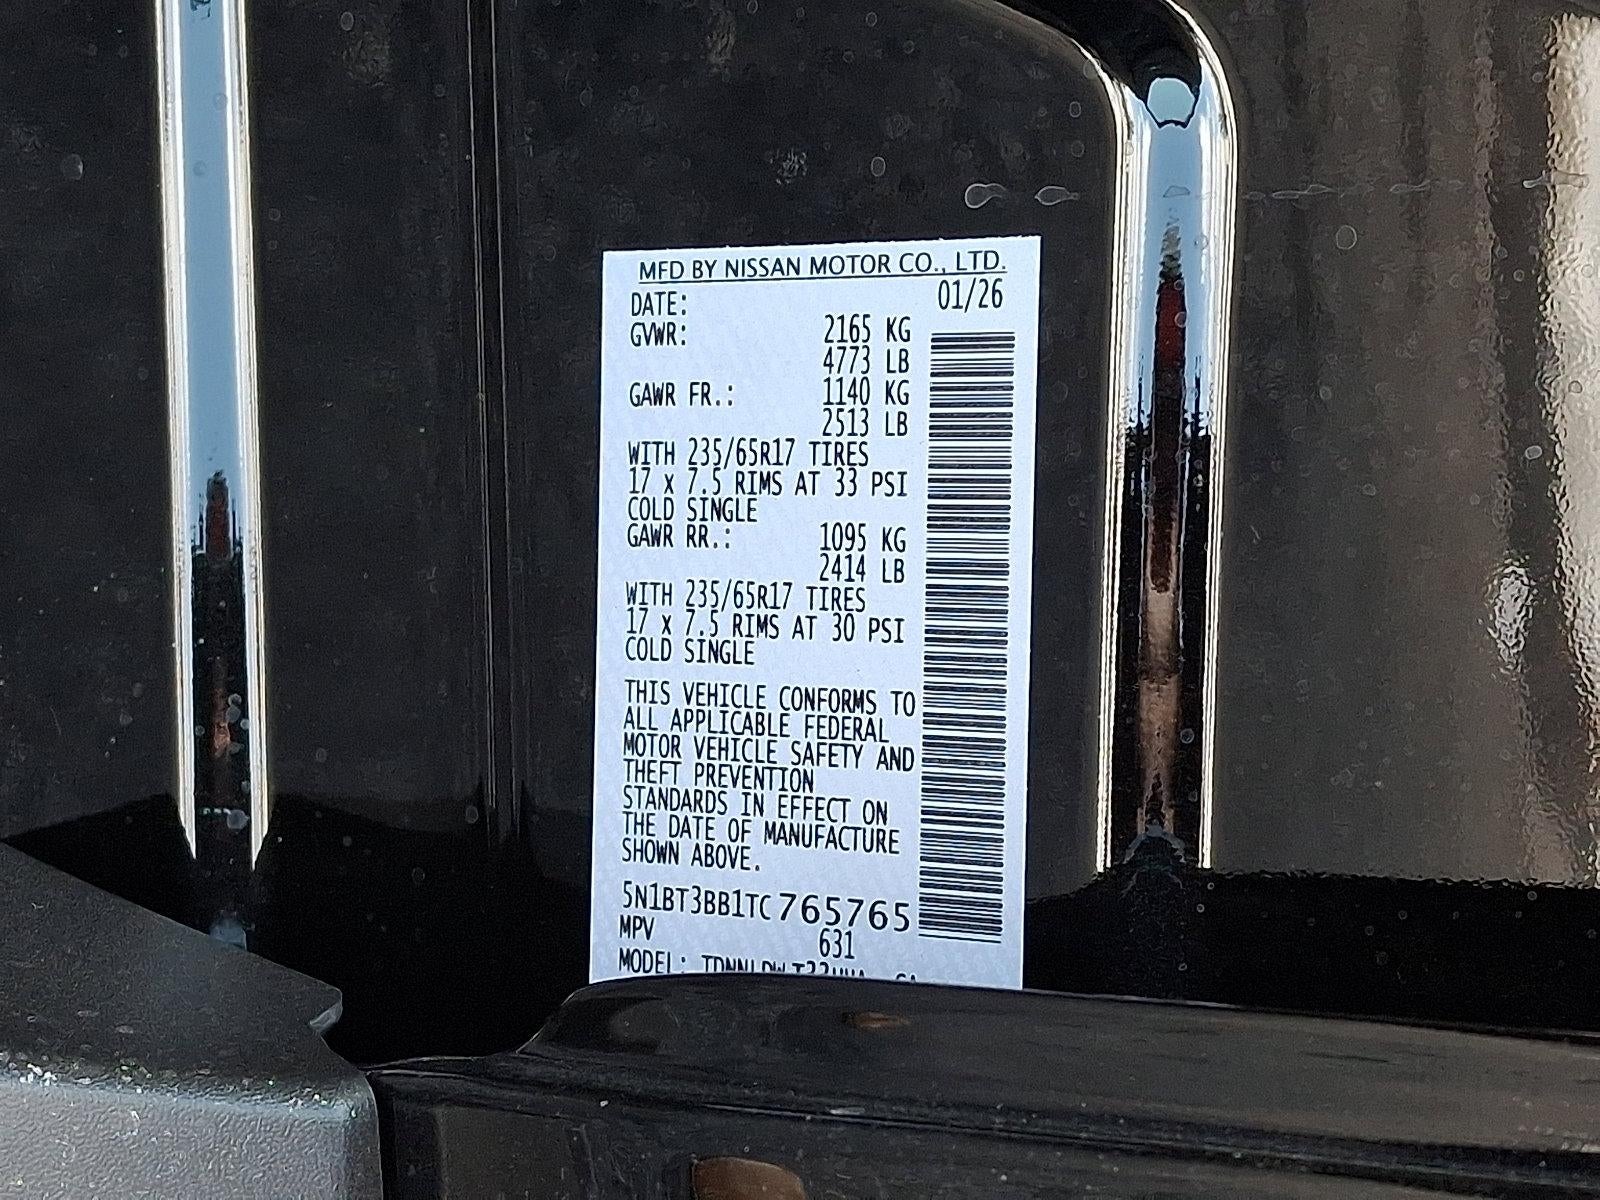 MFD BY NISSAN MOTOR CO., LTD.
DATE: 01/26
GVWR: 2165 KG
4773 LB
GAWR FR.: 1140 KG
2513 LB
WITH 235/65R17 TIRES
17 x 7.5 RIMS AT 33 PSI
COLD SINGLE
GAWR RR.: 1095 KG
2414 LB
WITH 235/65R17 TIRES
17 x 7.5 RIMS AT 30 PSI
COLD SINGLE
THIS VEHICLE CONFORMS TO
ALL APPLICABLE FEDERAL
MOTOR VEHICLE SAFETY AND
THEFT PREVENTION
STANDARDS IN EFFECT ON
THE DATE OF MANUFACTURE
SHOWN ABOVE.
5N1BT3BB1TC765765
MPV 631
MODEL: